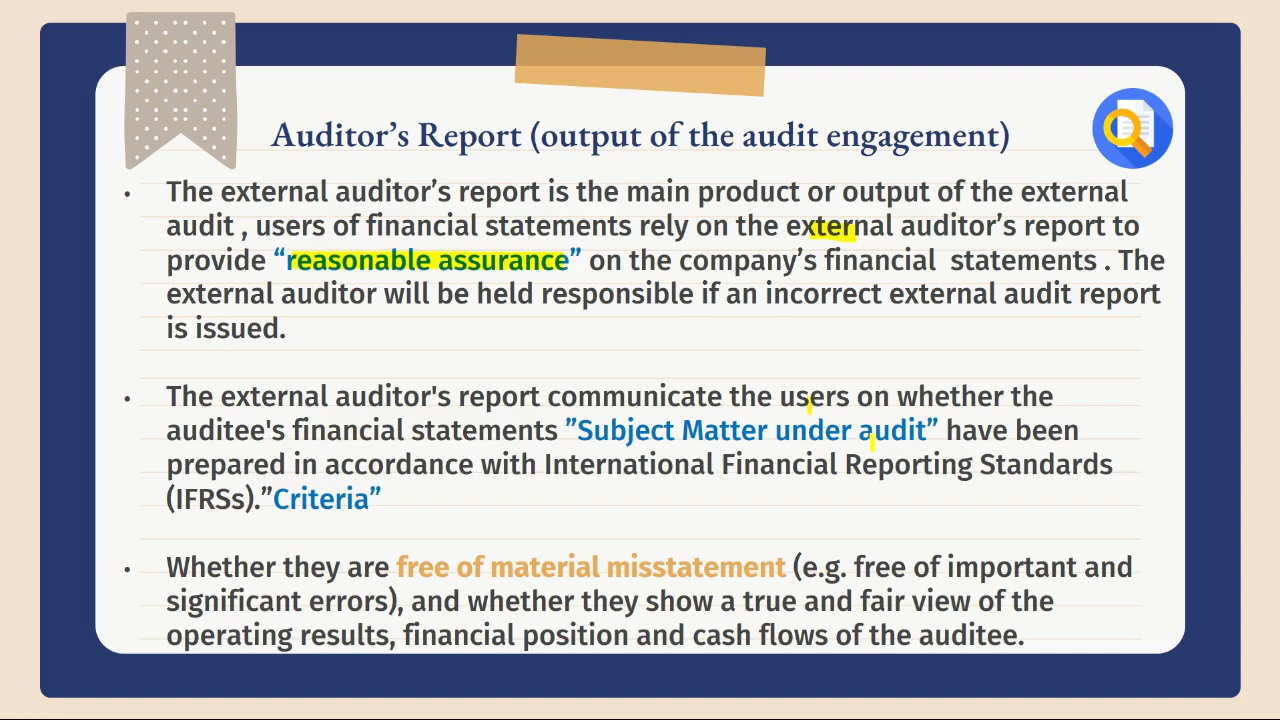 Auditor’s Report (output of the audit engagement)
• The external auditor’s report is the main product or output of the external
audit , users of financial statements rely on the external auditor’s report to
provide “reasonable assurance” on the company’s financial  statements . The
external auditor will be held responsible if an incorrect external audit report
is issued.
• The external auditor's report communicate the users on whether the
auditee's financial statements ”Subject Matter under audit” have been
prepared in accordance with International Financial Reporting Standards
(IFRSs).”Criteria”
• Whether they are free of material misstatement (e.g. free of important and
significant errors), and whether they show a true and fair view of the
operating results, financial position and cash flows of the auditee.